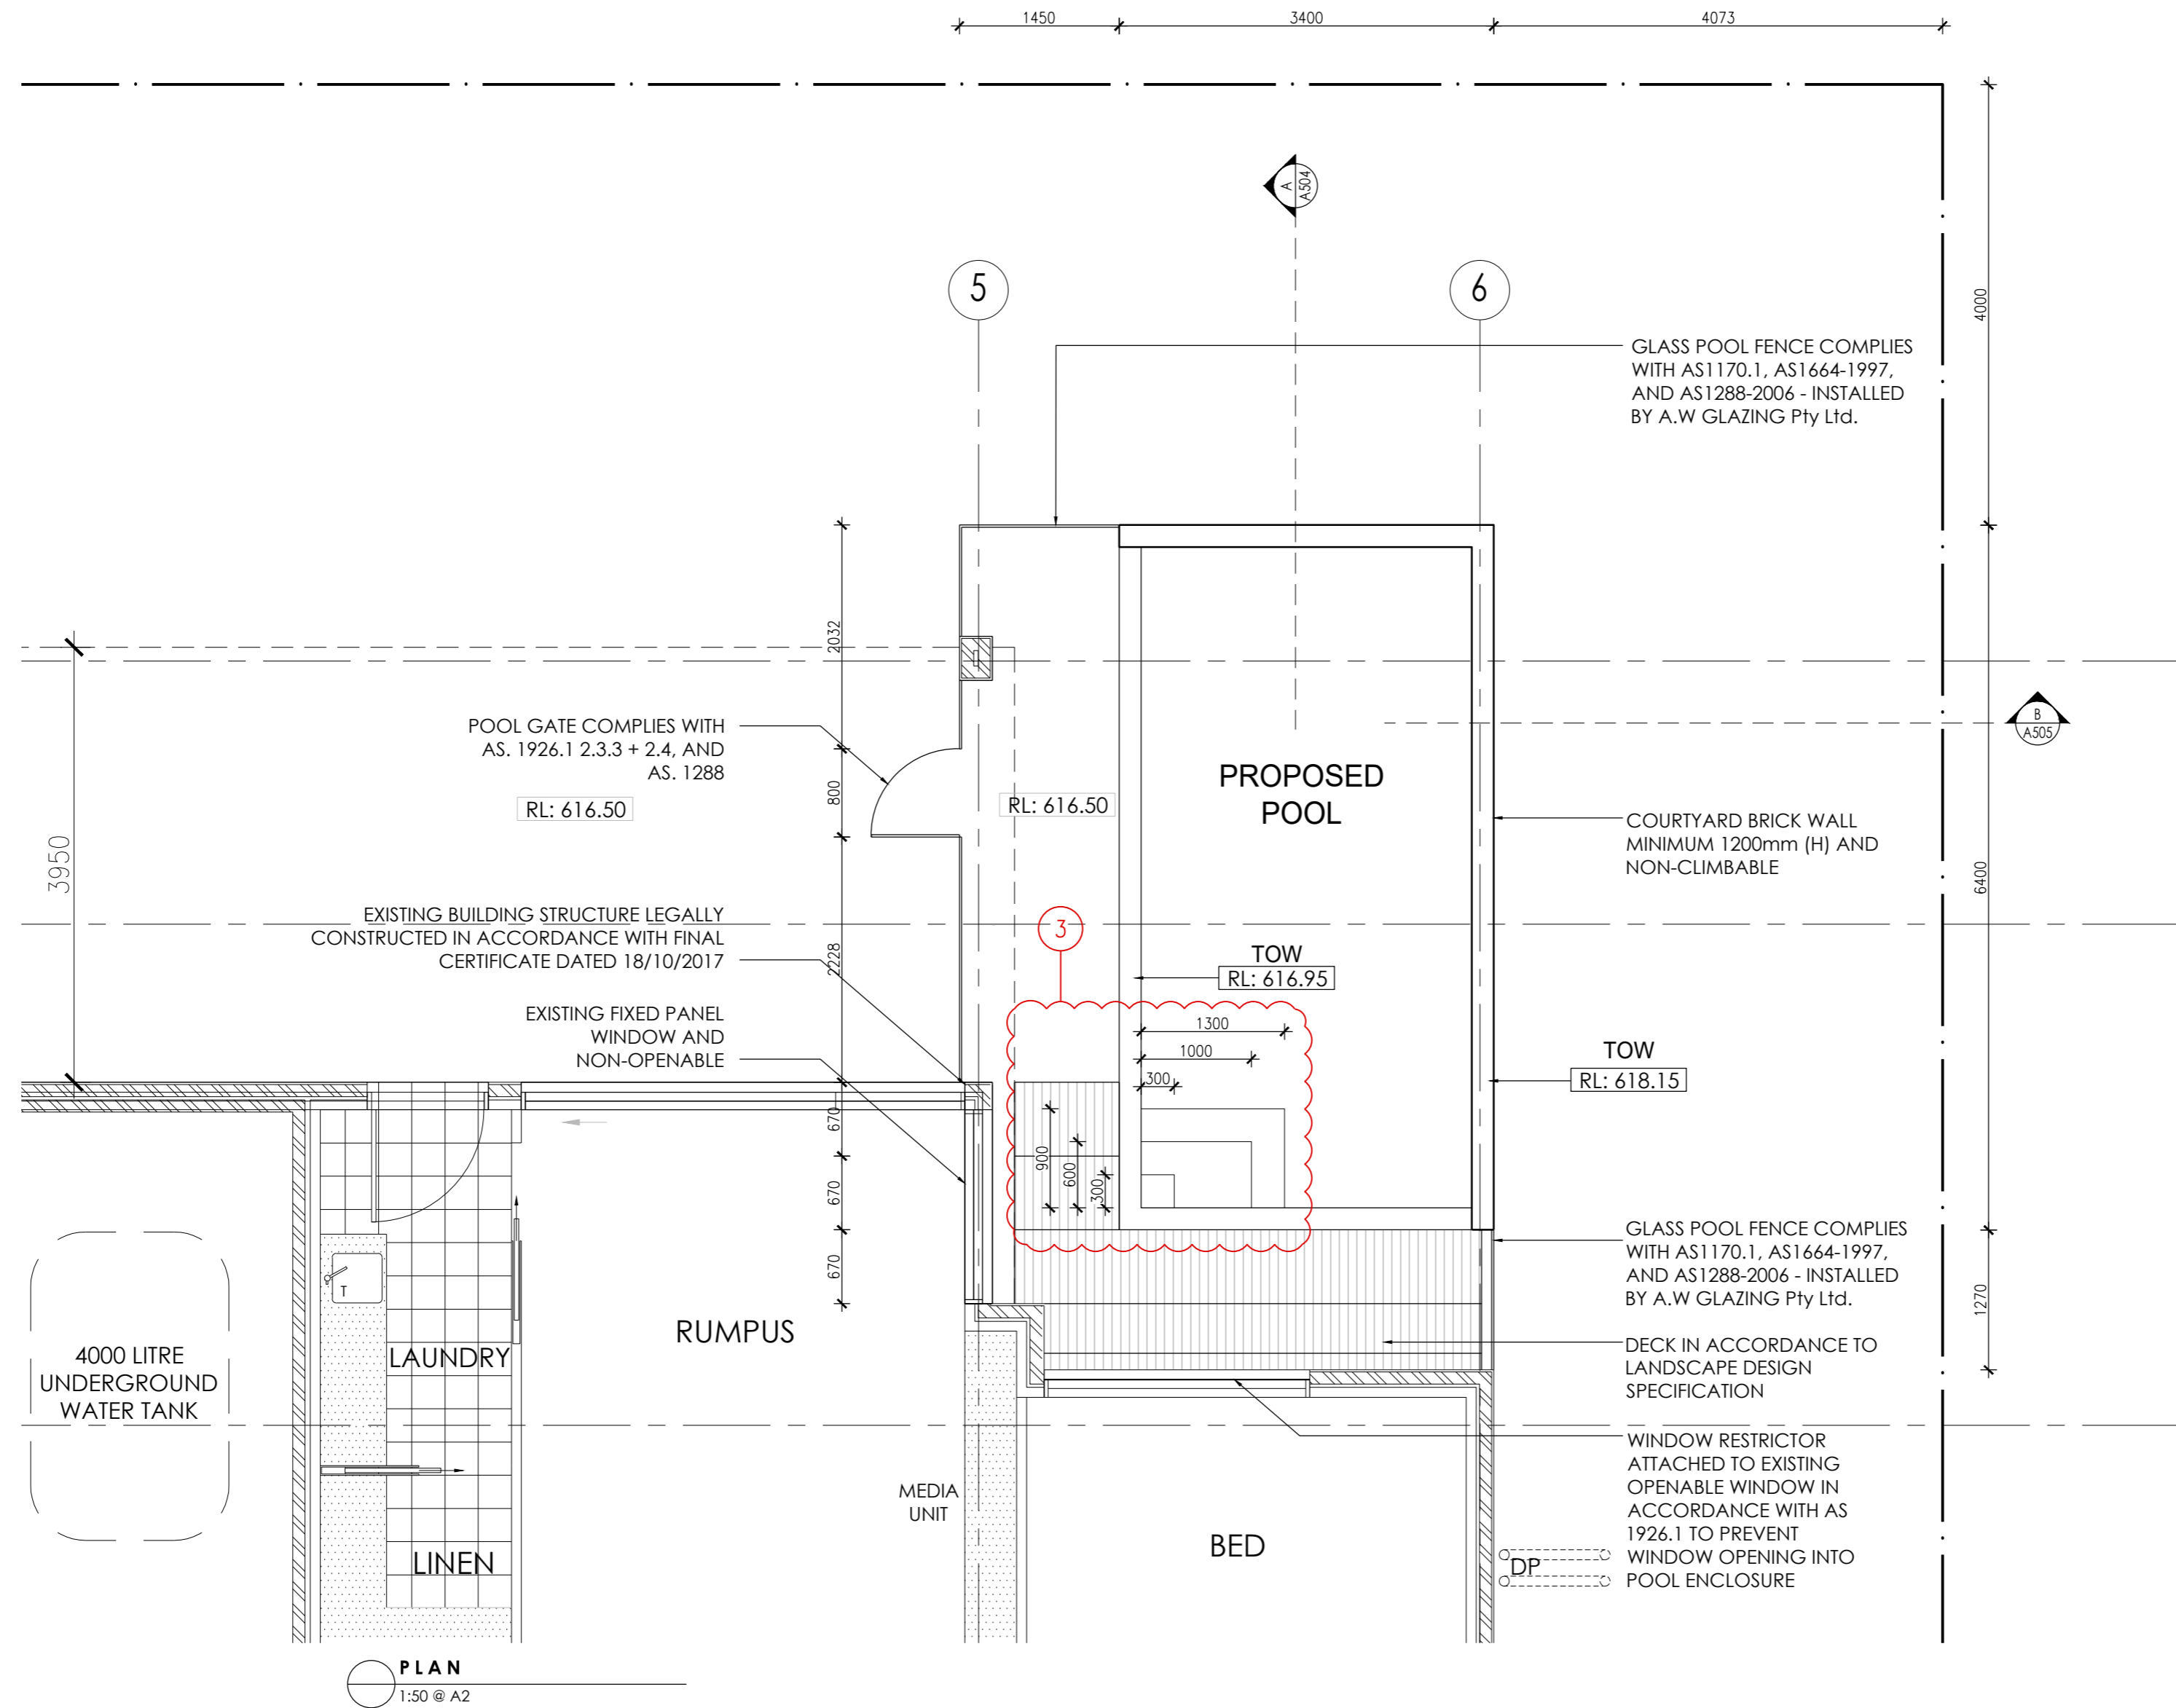 1450
3400
4073
A
A504
5
6
4000
GLASS POOL FENCE COMPLIES
WITH AS1170.1, AS1664-1997,
AND AS1288-2006 - INSTALLED
BY A.W GLAZING Pty Ltd.
2032
POOL GATE COMPLIES WITH
AS. 1926.1 2.3.3 + 2.4, AND
AS. 1288
B
A505
PROPOSED
POOL
RL: 616.50
800
RL: 616.50
COURTYARD BRICK WALL
MINIMUM 1200mm (H) AND
NON-CLIMBABLE
3950
6400
EXISTING BUILDING STRUCTURE LEGALLY
CONSTRUCTED IN ACCORDANCE WITH FINAL
CERTIFICATE DATED 18/10/2017
2228
3
TOW
RL: 616.95
EXISTING FIXED PANEL
WINDOW AND
NON-OPENABLE
1300
1000
300
TOW
RL: 618.15
670
900
600
300
670
670
GLASS POOL FENCE COMPLIES
WITH AS1170.1, AS1664-1997,
AND AS1288-2006 - INSTALLED
BY A.W GLAZING Pty Ltd.
1270
T
RUMPUS
4000 LITRE
UNDERGROUND
WATER TANK
LAUNDRY
DECK IN ACCORDANCE TO
LANDSCAPE DESIGN
SPECIFICATION
WINDOW RESTRICTOR
ATTACHED TO EXISTING
OPENABLE WINDOW IN
ACCORDANCE WITH AS
1926.1 TO PREVENT
WINDOW OPENING INTO
POOL ENCLOSURE
MEDIA
UNIT
BED
LINEN
DP
PLAN
1:50 @ A2